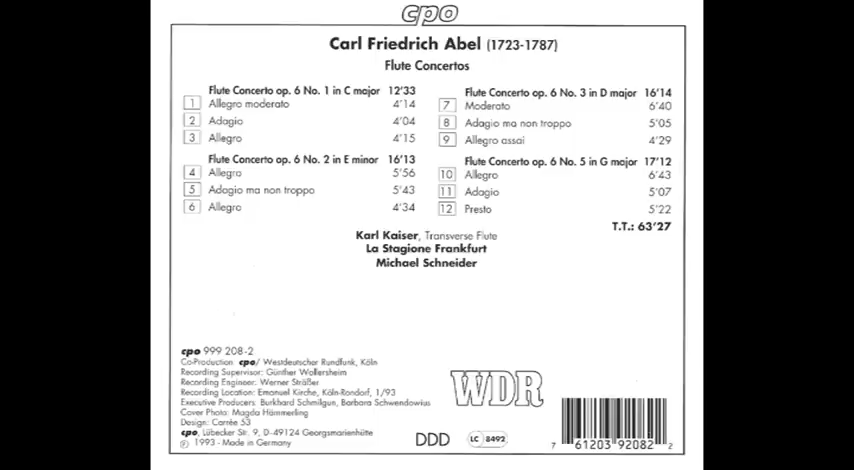 cpo
Carl Friedrich Abel (1723-1787)
Flute Concertos
Flute Concerto op. 6 No. 1 in C major 12'33
1 Allegro moderato 4'14
2 Adagio 4'04
3 Allegro 4'15
Flute Concerto op. 6 No. 2 in E minor 16'13
4 Allegro 5'56
5 Adagio ma non troppo 5'43
6 Allegro 4'34
Flute Concerto op. 6 No. 3 in D major 16'14
7 Moderato 6'40
8 Adagio ma non troppo 5'05
9 Allegro assai 4'29
Flute Concerto op. 6 No. 5 in G major 17'12
10 Allegro 6'43
11 Adagio 5'07
12 Presto 5'22
T.T.: 63'27
Karl Kaiser, Transverse Flute
La Stagione Frankfurt
Michael Schneider
cpo 999 208-2
Co-Production: cpo/ Westdeutscher Rundfunk, Köln
Recording Supervisor: Günther Wollersheim
Recording Engineer: Werner Sträßer
Recording Location: Emanuel Kirche, Köln-Rondorf, 1/93
Executive Producers: Burkhard Schmilgun, Barbara Schwendowius
Cover Photo: Magda Hämmerling
Design: Carrée 53
cpo, Lübecker Str. 9, D-49124 Georgsmarienhütte
℗ 1993 - Made in Germany
WDR
DDD
LC 8492
7 61203 92082 2